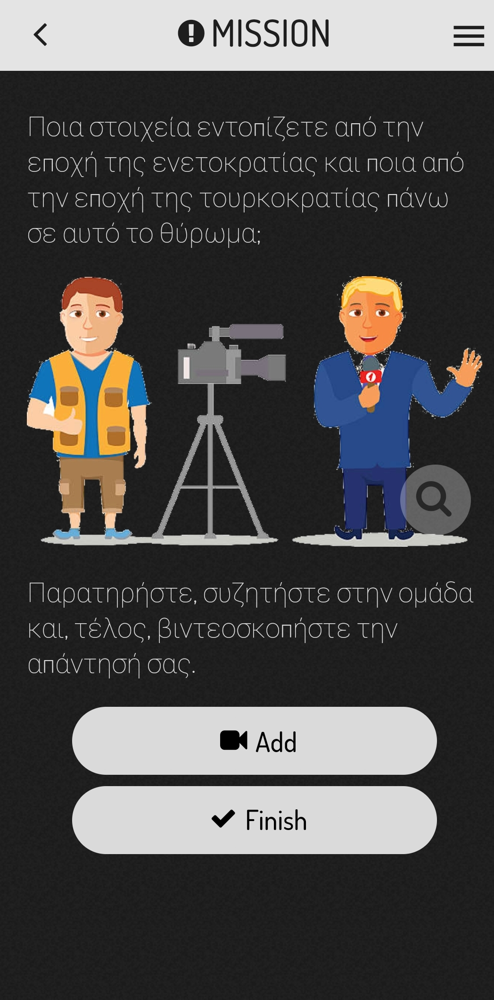 MISSION
Ποια στοιχεία εντοπίζετε από την
εποχή της ενετοκρατίας και ποια από
την εποχή της τουρκοκρατίας πάνω
σε αυτό το θύρωμα;
Παρατηρήστε, συζητήστε στην ομάδα
και, τέλος, βιντεοσκοπήστε την
απάντησή σας.
Add
Finish